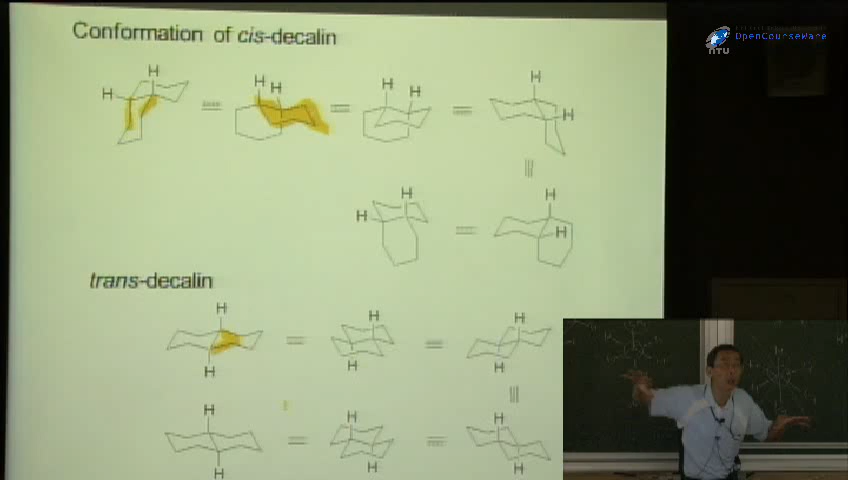 Conformation of cis-decalin
NTU OpenCourseWare
H H H H H H H H
H H H H
trans-decalin
H H H
H H H
H H H
H H H